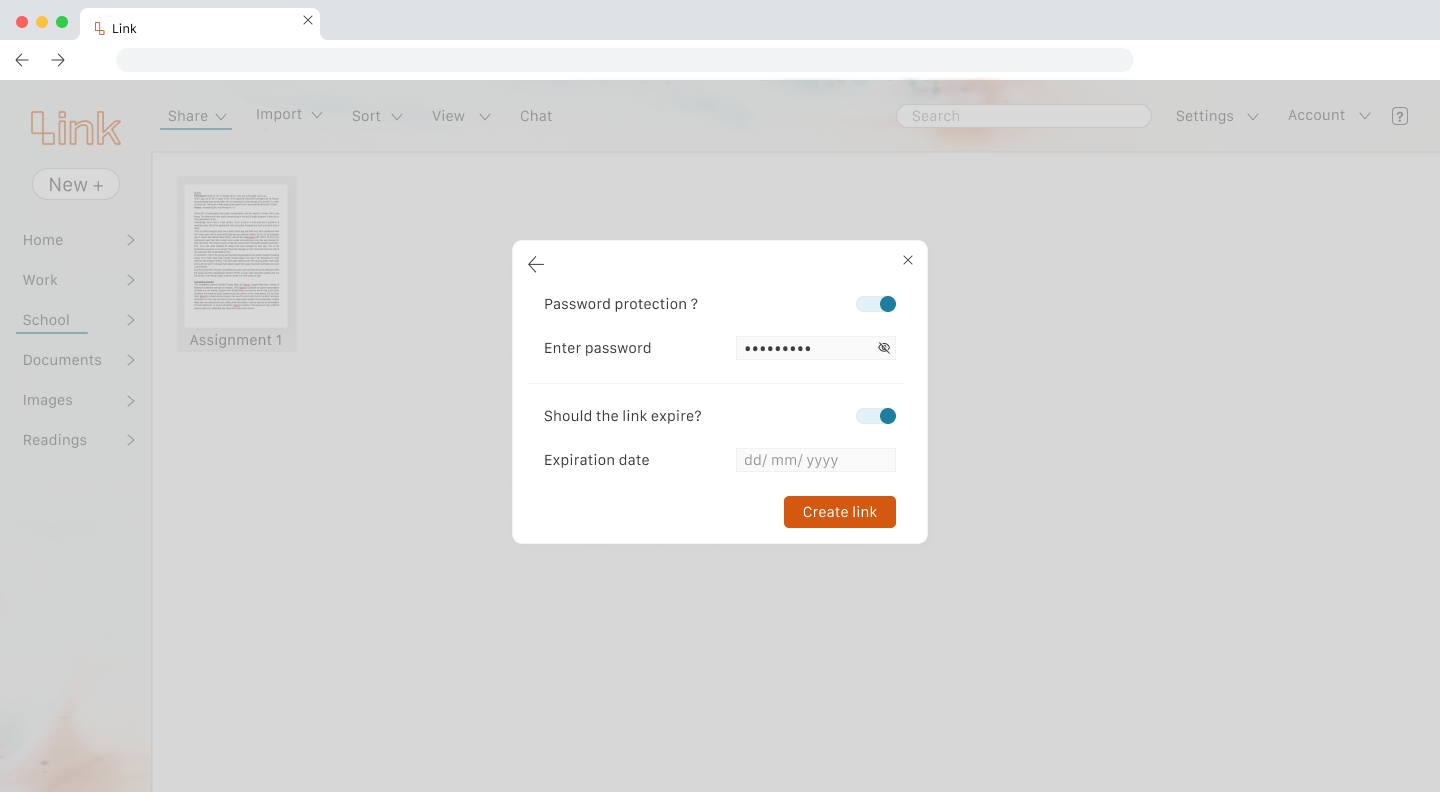 Link
Link
Share
Import
Sort
View
Chat
Search
Settings
Account
?
New +
Home
Work
School
Documents
Images
Readings
Assignment 1
Password protection ?
Enter password
•••••••••
Should the link expire?
Expiration date
dd/ mm/ yyyy
Create link